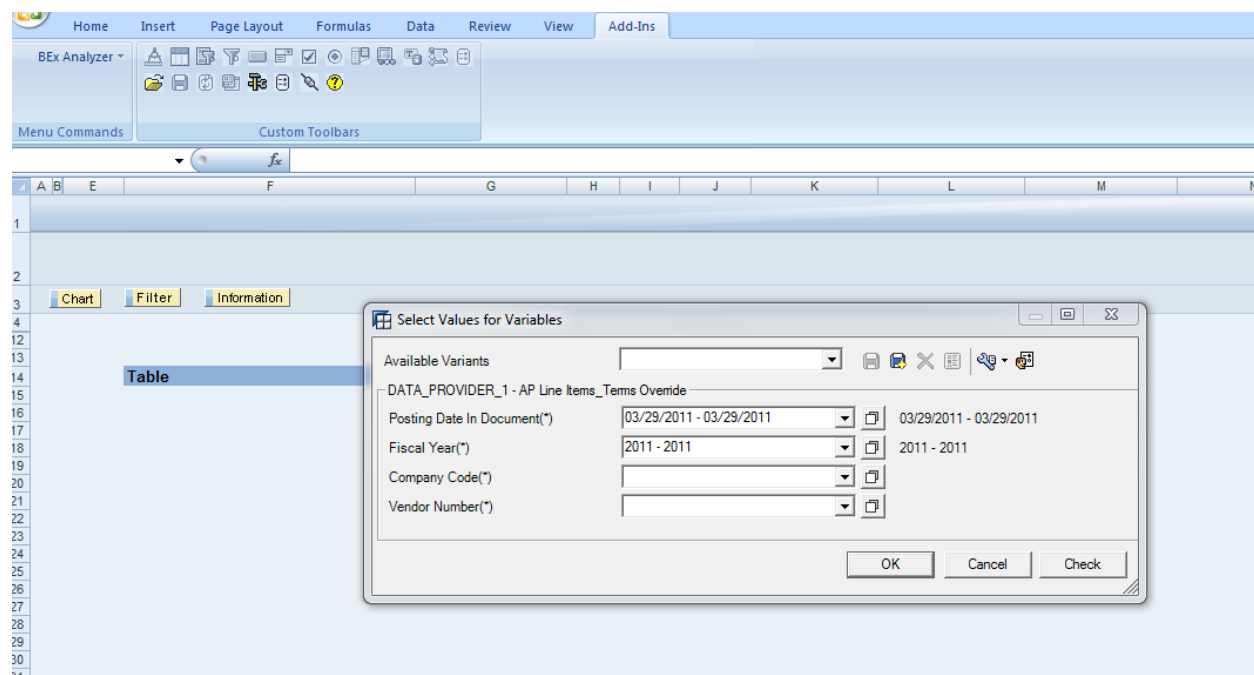 Home Insert Page Layout Formulas Data Review View Add-Ins
BEx Analyzer
Menu Commands Custom Toolbars
fx
A B E F G H I J K L M
1
2
3 Chart Filter Information
4
12
13
14 Table
15
16
17
18
19
20
21
22
23
24
25
26
27
28
29
30
Select Values for Variables
Available Variants
DATA_PROVIDER_1 - AP Line Items_Terms Override
Posting Date In Document(*) 03/29/2011 - 03/29/2011 03/29/2011 - 03/29/2011
Fiscal Year(*) 2011 - 2011 2011 - 2011
Company Code(*)
Vendor Number(*)
OK Cancel Check